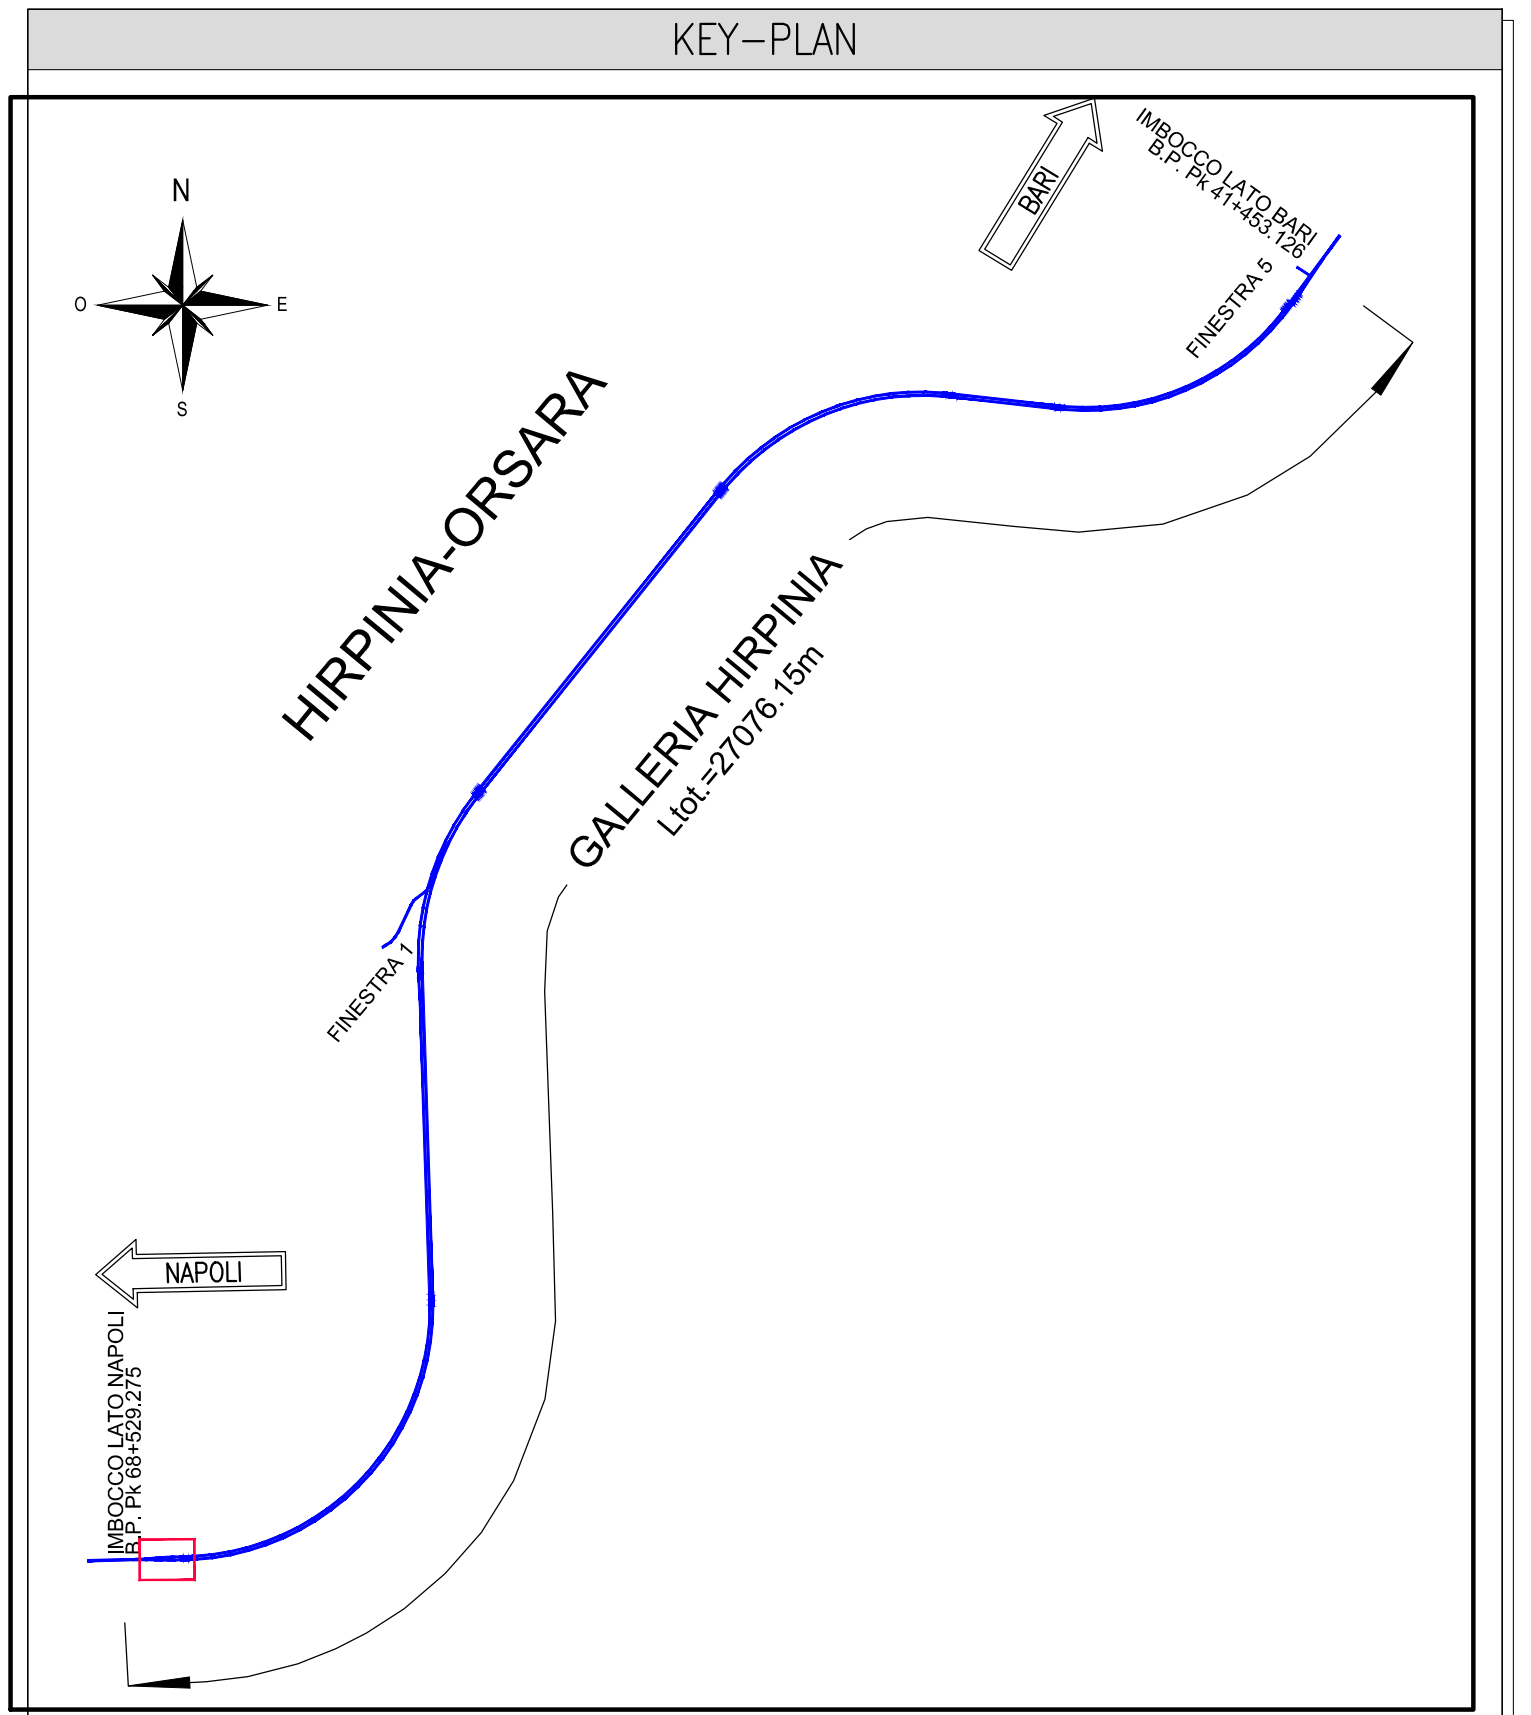 KEY-PLAN
BARI
IMBOCCO LATO BARI
B.P. Pk 41+453.126
N
O
E
S
FINESTRA 5
HIRPINIA-ORSARA
GALLERIA HIRPINIA
Ltot.=27076.15m
FINESTRA 1
NAPOLI
IMBOCCO LATO NAPOLI
B.P. Pk 68+529.275